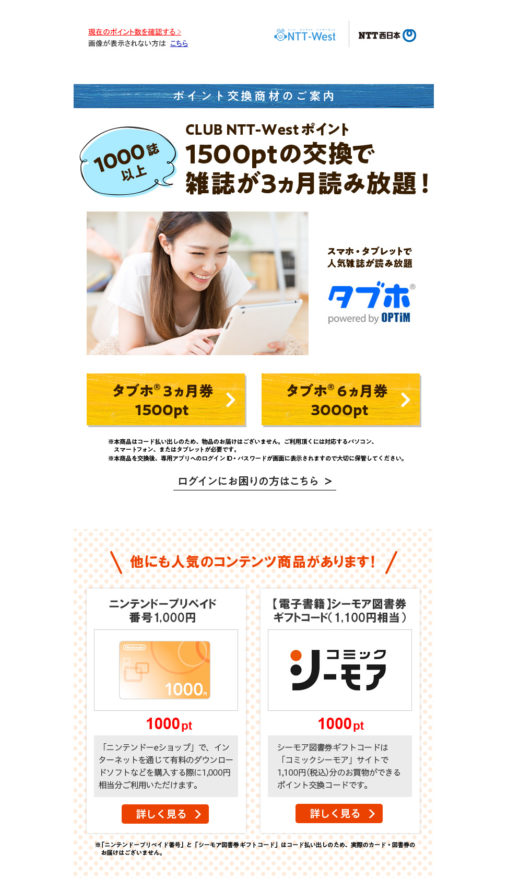 現在のポイント数を確認する >
画像が表示されない方は こちら
CLUB NTT-West
NTT西日本
ポイント交換商材のご案内
1000誌
以上
CLUB NTT-Westポイント
1500ptの交換で
雑誌が3ヵ月読み放題!
スマホ・タブレットで
人気雑誌が読み放題
タブホ®
powered by OPTiM
タブホ®3ヵ月券
1500pt
タブホ®6ヵ月券
3000pt
※本商品はコード払い出しのため、物品のお届けはございません。ご利用頂くには対応するパソコン、
スマートフォン、またはタブレットが必要です。
※本商品を交換後、専用アプリへのログインID・パスワードが画面に表示されますので大切に保管してください。
ログインにお困りの方はこちら >
他にも人気のコンテンツ商品があります!
ニンテンドープリペイド
番号1,000円
Nintendo
1000円
1000pt
「ニンテンドーeショップ」で、イン
ターネットを通じて有料のダウンロー
ドソフトなどを購入する際に1,000円
相当分ご利用いただけます。
詳しく見る
【電子書籍】シーモア図書券
ギフトコード(1,100円相当)
コミック
シーモア
1000pt
シーモア図書券ギフトコードは
「コミックシーモア」サイトで
1,100円(税込)分のお買物ができる
ポイント交換コードです。
詳しく見る
※「ニンテンドープリペイド番号」と「シーモア図書券ギフトコード」はコード払い出しのため、実際のカード・図書券の
お届けはございません。